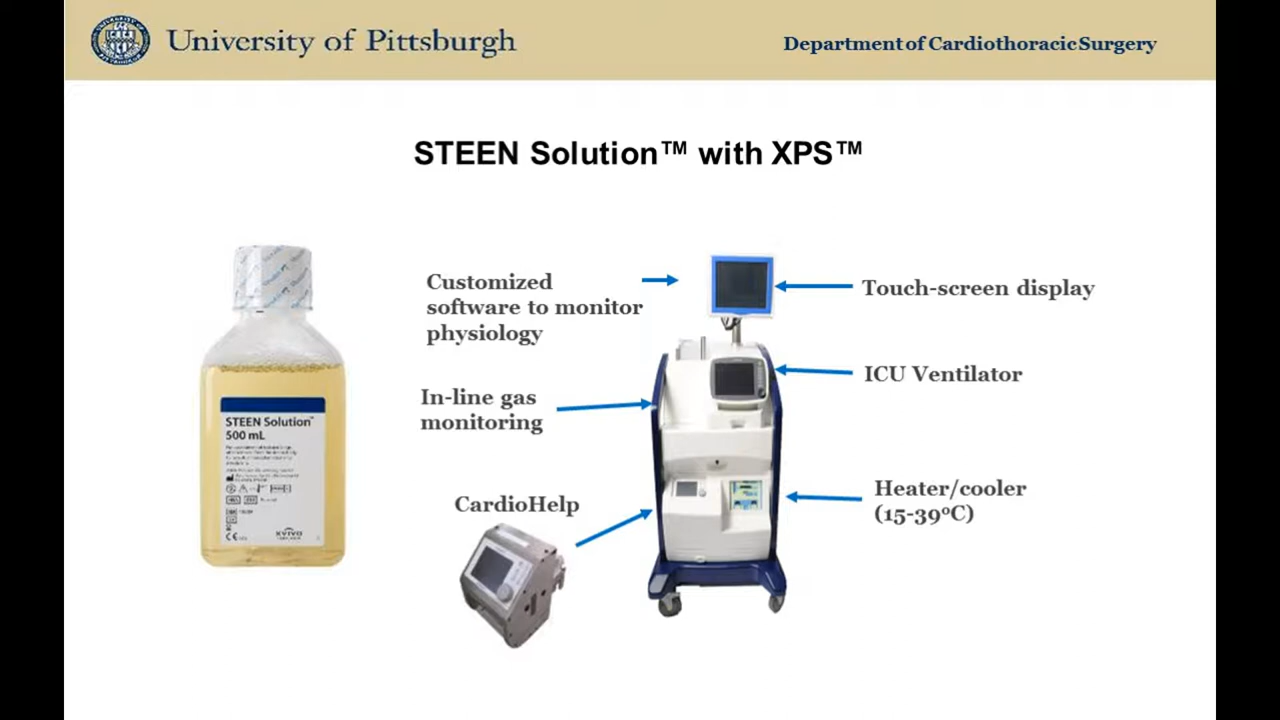 University of Pittsburgh
Department of Cardiothoracic Surgery
STEEN Solution™ with XPS™
Customized
software to monitor
physiology
Touch-screen display
ICU Ventilator
In-line gas
monitoring
CardioHelp
Heater/cooler
(15-39ºC)
STEEN Solution™
500 mL
XVIVO